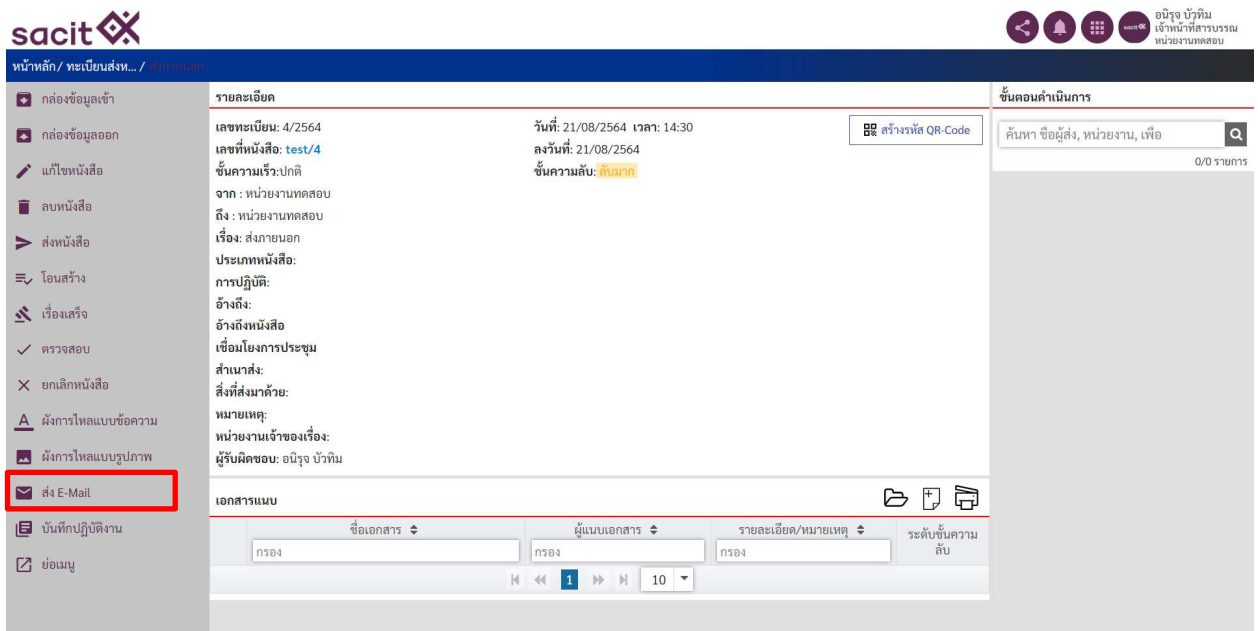 sacit
อนิรุจ บัวทิม
เจ้าหน้าที่สารบรรณ
หน่วยงานทดสอบ
หน้าหลัก/ ทะเบียนส่งห... / ส่งภายนอก
กล่องข้อมูลเข้า
กล่องข้อมูลออก
แก้ไขหนังสือ
ลบหนังสือ
ส่งหนังสือ
โอนสร้าง
เรื่องเสร็จ
ตรวจสอบ
ยกเลิกหนังสือ
ผังการไหลแบบข้อความ
ผังการไหลแบบรูปภาพ
ส่ง E-Mail
บันทึกปฏิบัติงาน
ย่อเมนู
รายละเอียด
เลขทะเบียน: 4/2564 วันที่: 21/08/2564 เวลา: 14:30
สร้างรหัส QR-Code
เลขที่หนังสือ: test/4 ลงวันที่: 21/08/2564
ชั้นความเร็ว:ปกติ ชั้นความลับ: ลับมาก
จาก : หน่วยงานทดสอบ
ถึง : หน่วยงานทดสอบ
เรื่อง: ส่งภายนอก
ประเภทหนังสือ:
การปฏิบัติ:
อ้างถึง:
อ้างถึงหนังสือ
เชื่อมโยงการประชุม
สำเนาส่ง:
สิ่งที่ส่งมาด้วย:
หมายเหตุ:
หน่วยงานเจ้าของเรื่อง:
ผู้รับผิดชอบ: อนิรุจ บัวทิม
เอกสารแนบ
ชื่อเอกสาร ผู้แนบเอกสาร รายละเอียด/หมายเหตุ ระดับชั้นความ
ลับ
กรอง กรอง กรอง
1 10
ขั้นตอนดำเนินการ
ค้นหา ชื่อผู้ส่ง, หน่วยงาน, เพื่อ
0/0 รายการ